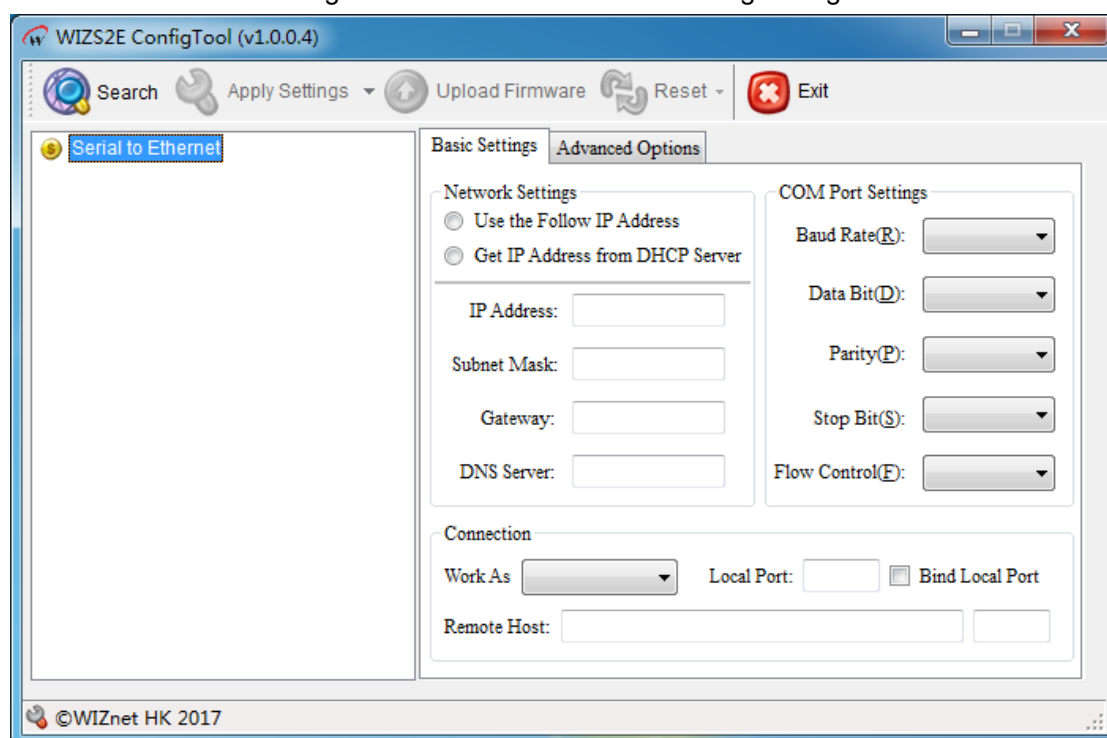 WIZS2E ConfigTool (v1.0.0.4)
Search Apply Settings Upload Firmware Reset Exit
Serial to Ethernet
Basic Settings Advanced Options
Network Settings
Use the Follow IP Address
Get IP Address from DHCP Server
IP Address:
Subnet Mask:
Gateway:
DNS Server:
COM Port Settings
Baud Rate(R):
Data Bit(D):
Parity(P):
Stop Bit(S):
Flow Control(F):
Connection
Work As Local Port: Bind Local Port
Remote Host:
©WIZnet HK 2017